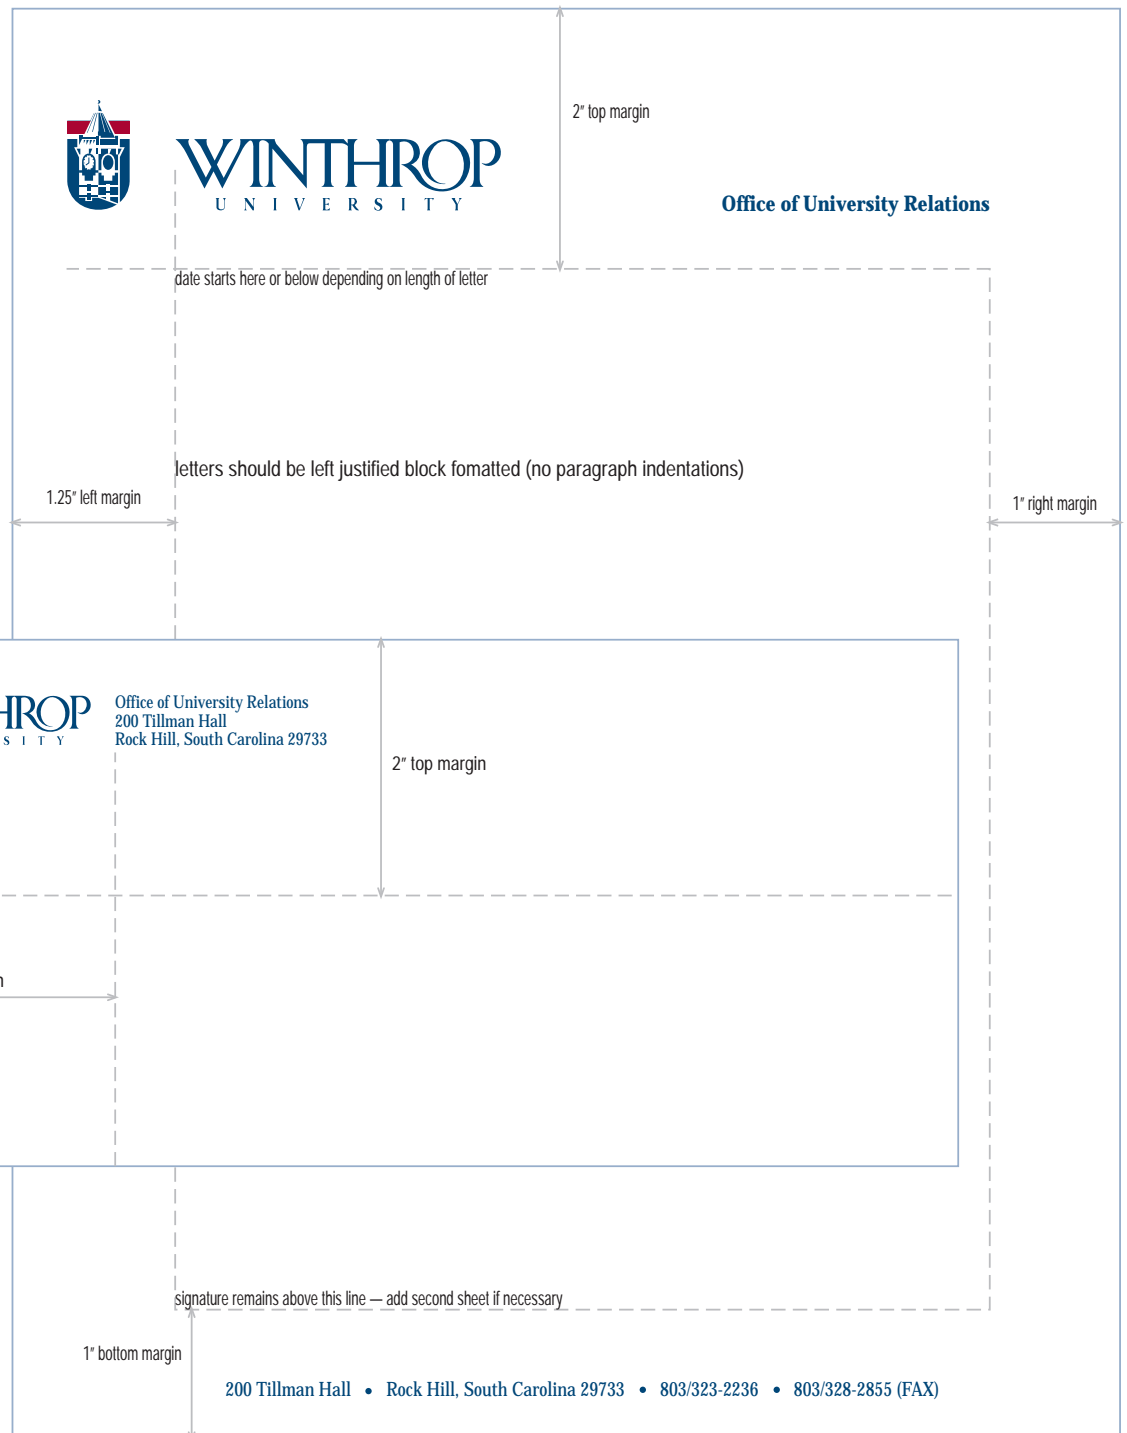 2″ top margin
WINTHROP
UNIVERSITY
Office of University Relations
date starts here or below depending on length of letter
letters should be left justified block fomatted (no paragraph indentations)
1.25″ left margin
1″ right margin
HROP
SITY
Office of University Relations
200 Tillman Hall
Rock Hill, South Carolina 29733
2″ top margin
n
signature remains above this line — add second sheet if necessary
1″ bottom margin
200 Tillman Hall • Rock Hill, South Carolina 29733 • 803/323-2236 • 803/328-2855 (FAX)